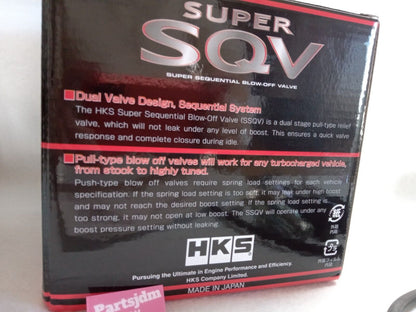 SUPER
SQV
SUPER SEQUENTIAL BLOW-OFF VALVE
Dual Valve Design, Sequential System
The HKS Super Sequential Blow-Off Valve (SSQV) is a dual stage pull-type relief
valve, which will not leak under any level of boost. This ensures a quick valve
response and complete closure during idle.
Pull-type blow off valves will work for any turbocharged vehicle,
from stock to highly tuned.
Push-type blow off valves require spring load settings for each vehicle
specification. If the spring load setting is too soft, it may leak under high boost
and may not reach the desired boost setting. If the spring load setting is
too strong, it may not open at low boost. The SSQV will operate under any
boost pressure setting without leaking.
HKS
Pursuing the Ultimate in Engine Performance and Efficiency.
HKS Company Limited.
MADE IN JAPAN
Partsjdm
紙
外箱
内箱